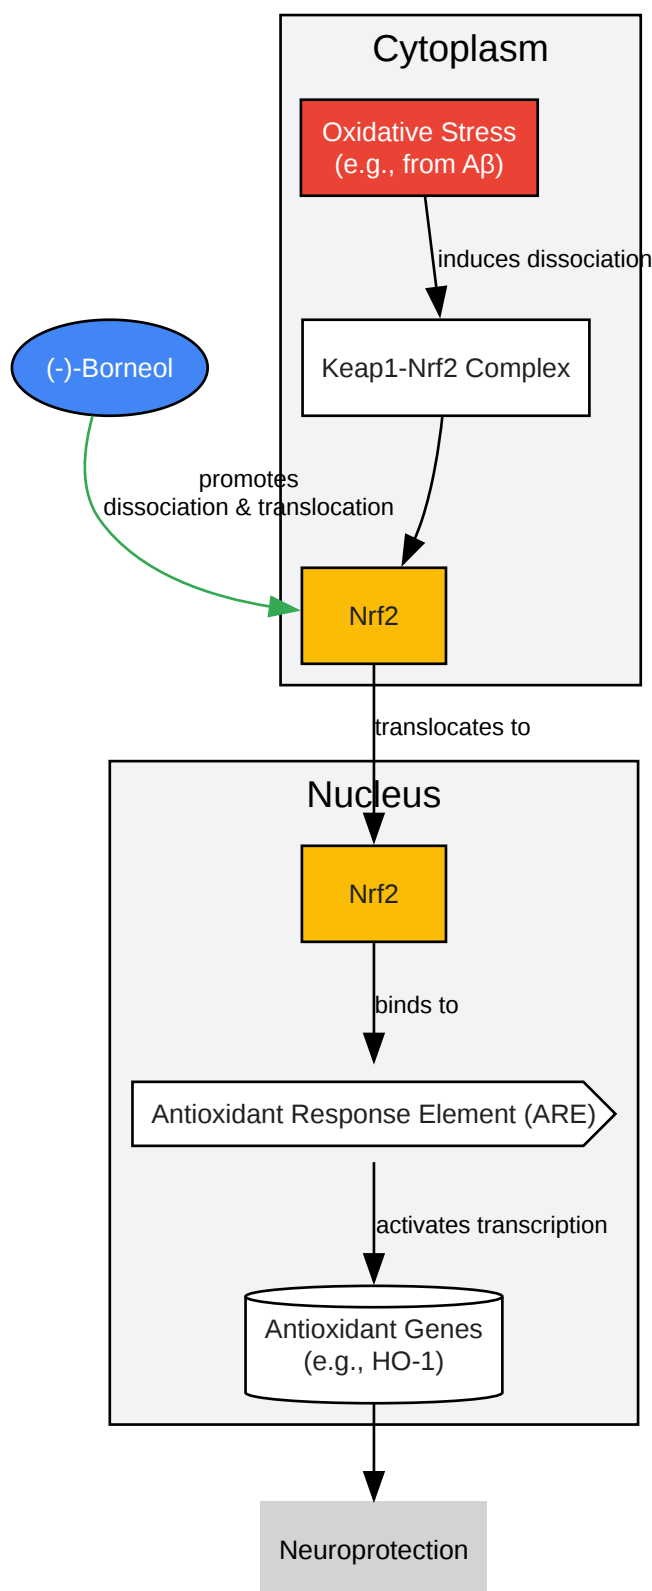 Cytoplasm
Oxidative Stress
(e.g., from Aβ)
induces dissociation
(-)-Borneol
Keap1-Nrf2 Complex
promotes
dissociation & translocation
Nrf2
translocates to
Nucleus
Nrf2
binds to
Antioxidant Response Element (ARE)
activates transcription
Antioxidant Genes
(e.g., HO-1)
Neuroprotection